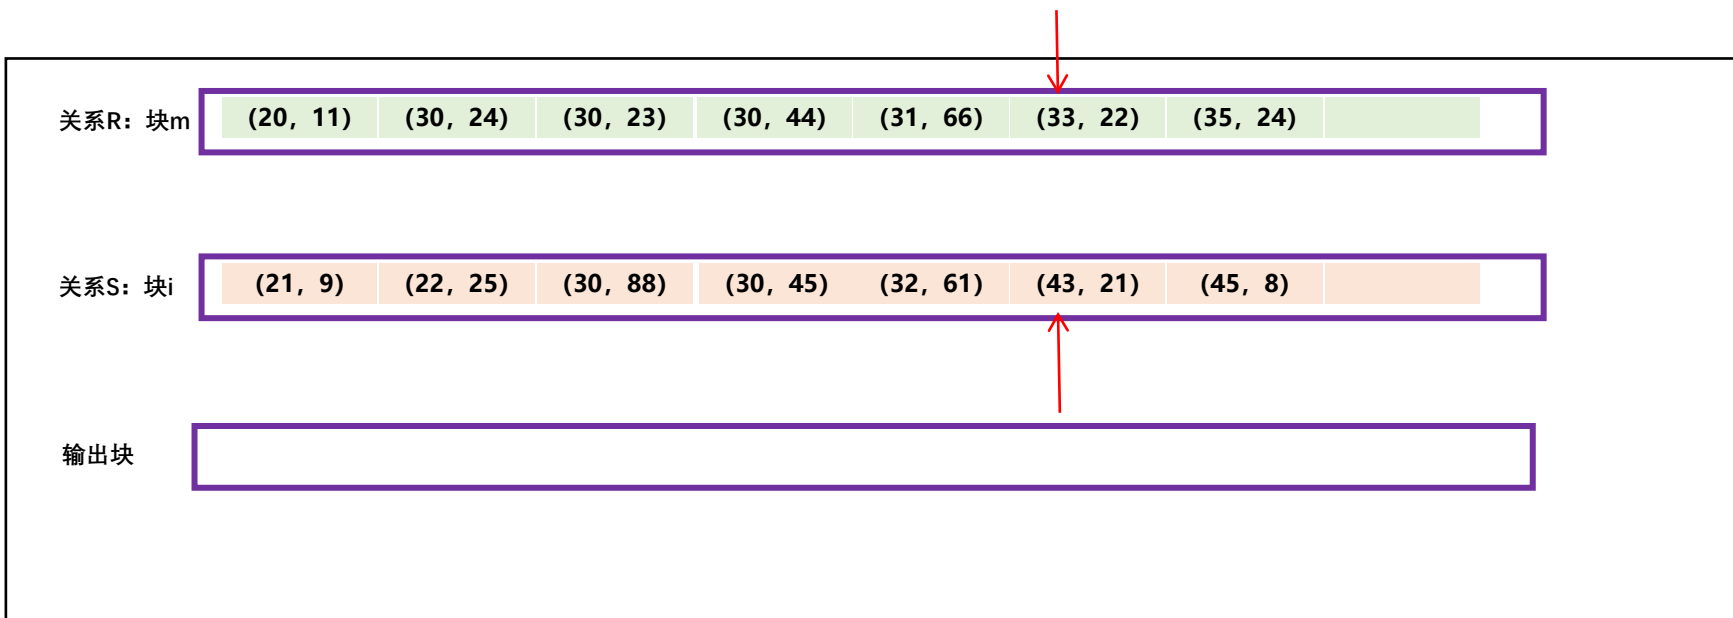 关系R：块m (20，11) (30，24) (30，23) (30，44) (31，66) (33，22) (35，24)
关系S：块i (21，9) (22，25) (30，88) (30，45) (32，61) (43，21) (45，8)
输出块